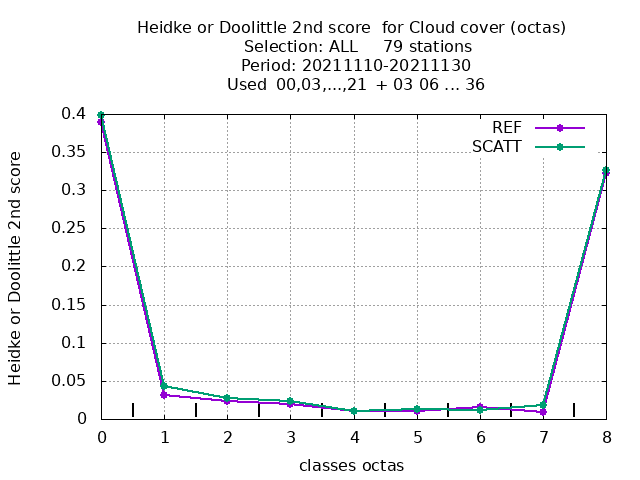 Heidke or Doolittle 2nd score  for Cloud cover (octas)
Selection: ALL     79 stations
Period: 20211110-20211130
Used  00,03,...,21  + 03 06 ... 36
REF
SCATT
Heidke or Doolittle 2nd score
0.4
0.35
0.3
0.25
0.2
0.15
0.1
0.05
0
0 1 2 3 4 5 6 7 8
classes octas